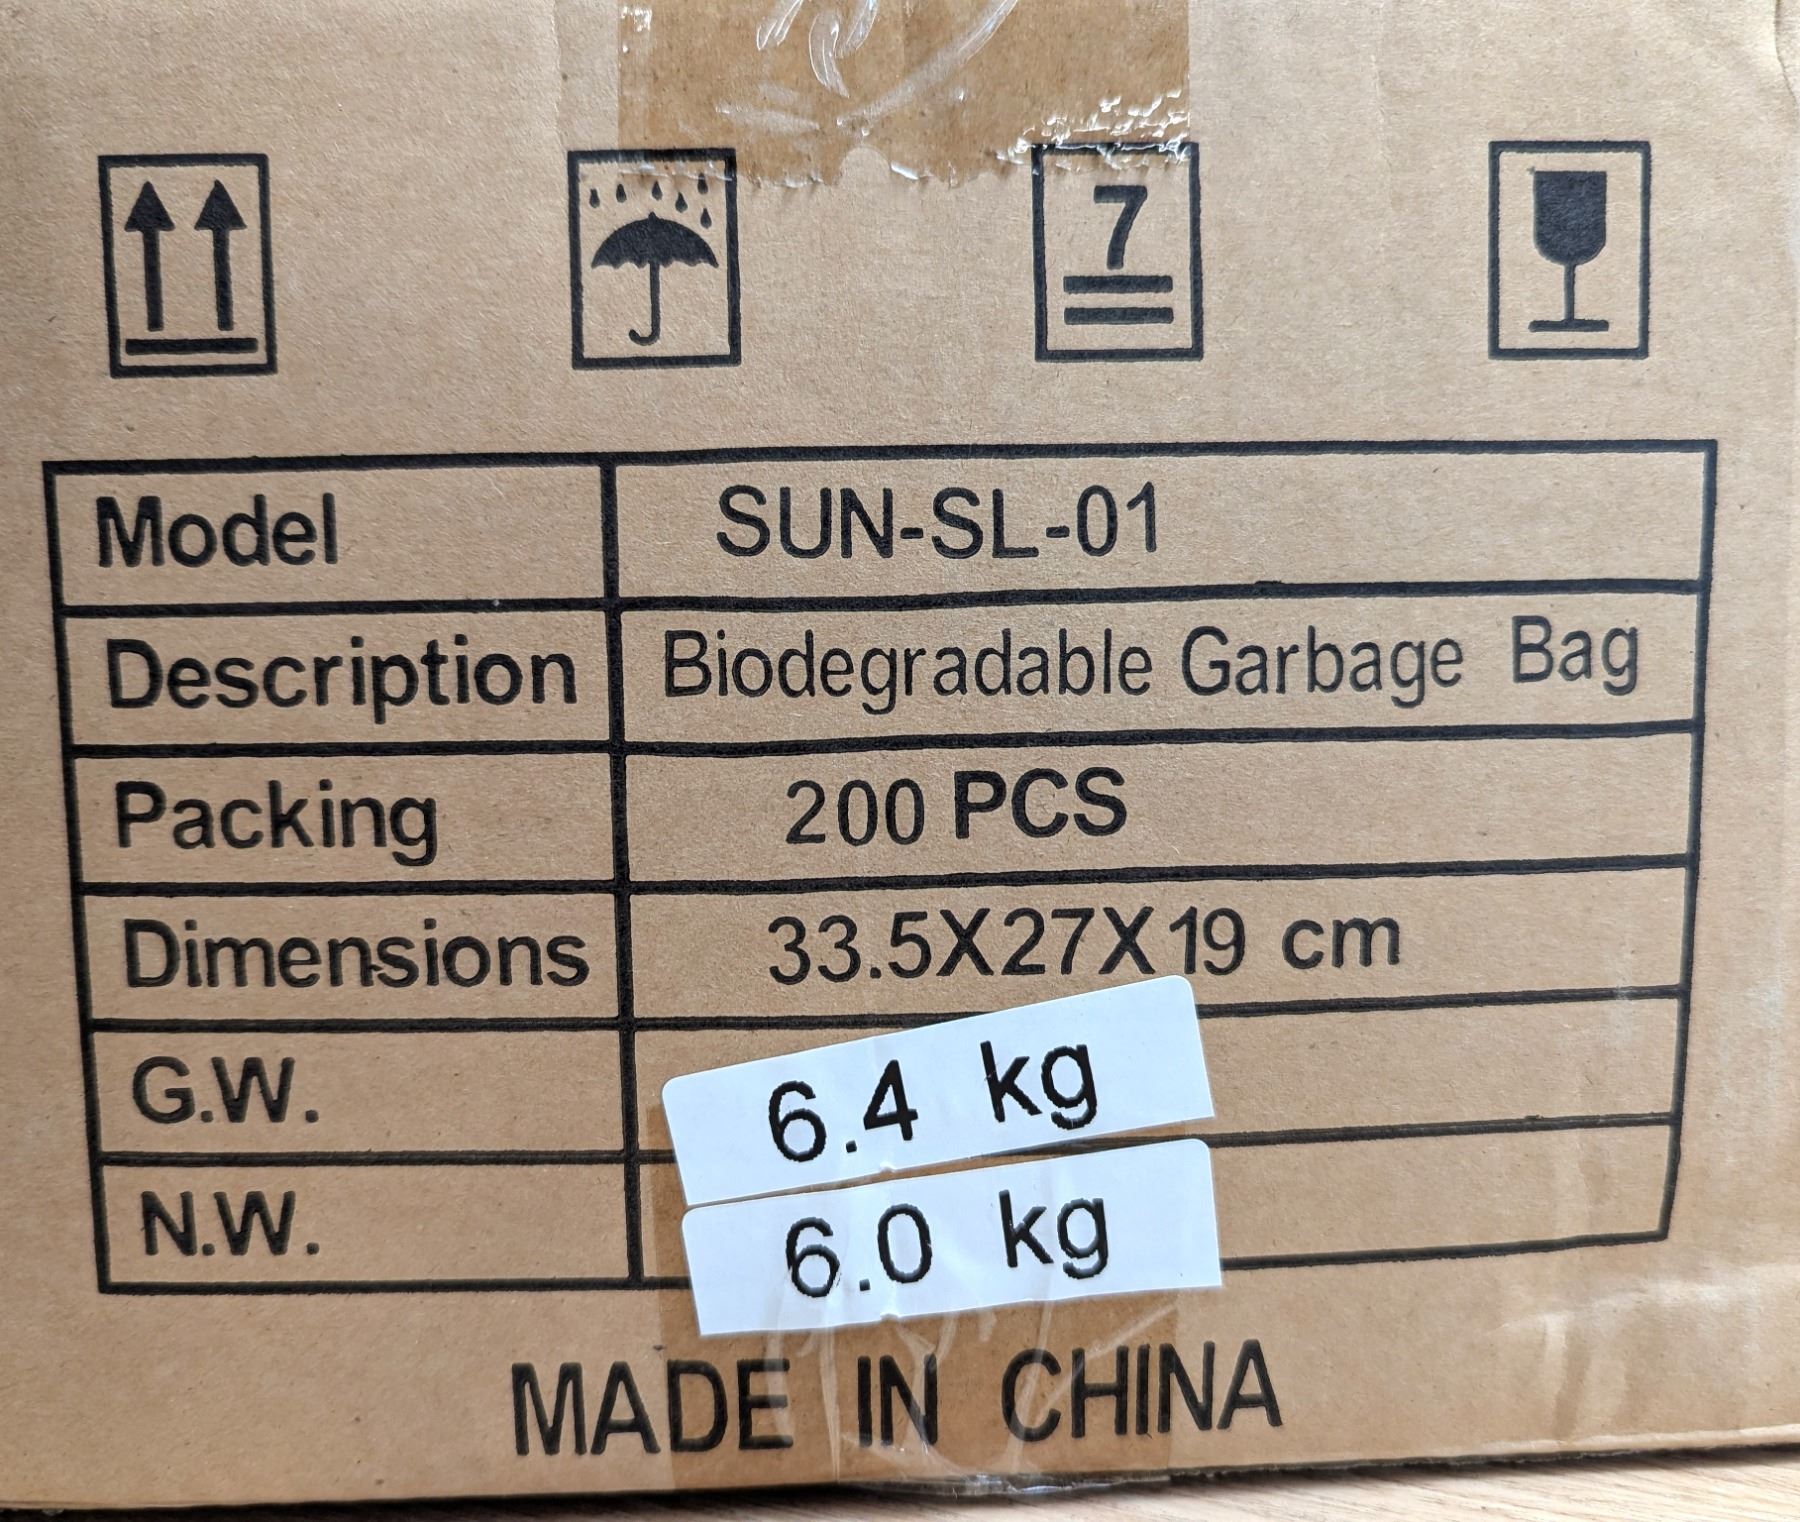 7
Model SUN-SL-01
Description Biodegradable Garbage Bag
Packing 200 PCS
Dimensions 33.5X27X19 cm
G.W. 6.4 kg
N.W. 6.0 kg
MADE IN CHINA